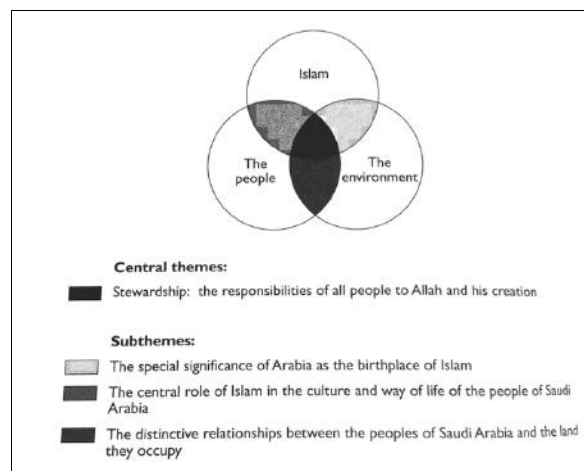 Islam
The
people
The
environment
Central themes:
Stewardship: the responsibilities of all people to Allah and his creation
Subthemes:
The special significance of Arabia as the birthplace of Islam
The central role of Islam in the culture and way of life of the people of Saudi
Arabia
The distinctive relationships between the peoples of Saudi Arabia and the land
they occupy